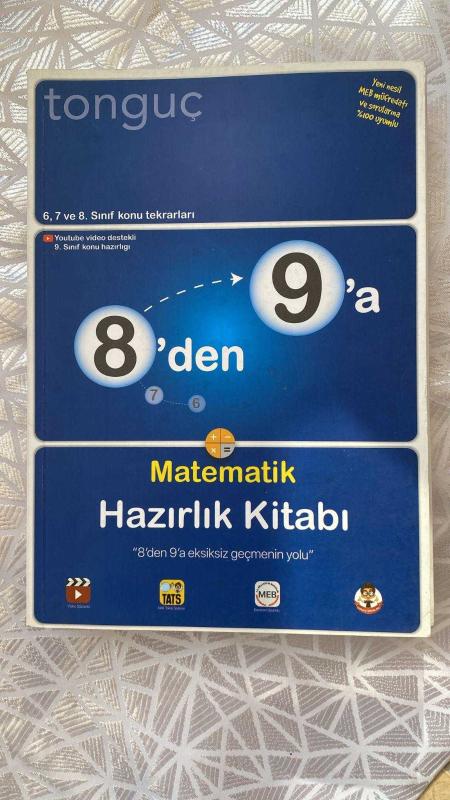 tonguç
Yeni nesil
MEB müfredatı
ve sorularına
%100 uyumlu
6, 7 ve 8. Sınıf konu tekrarları
Youtube video destekli
9. Sınıf konu hazırlığı
9'a
8'den
7
6
+ −
× =
Matematik
Hazırlık Kitabı
"8'den 9'a eksiksiz geçmenin yolu"
TATS
MEB